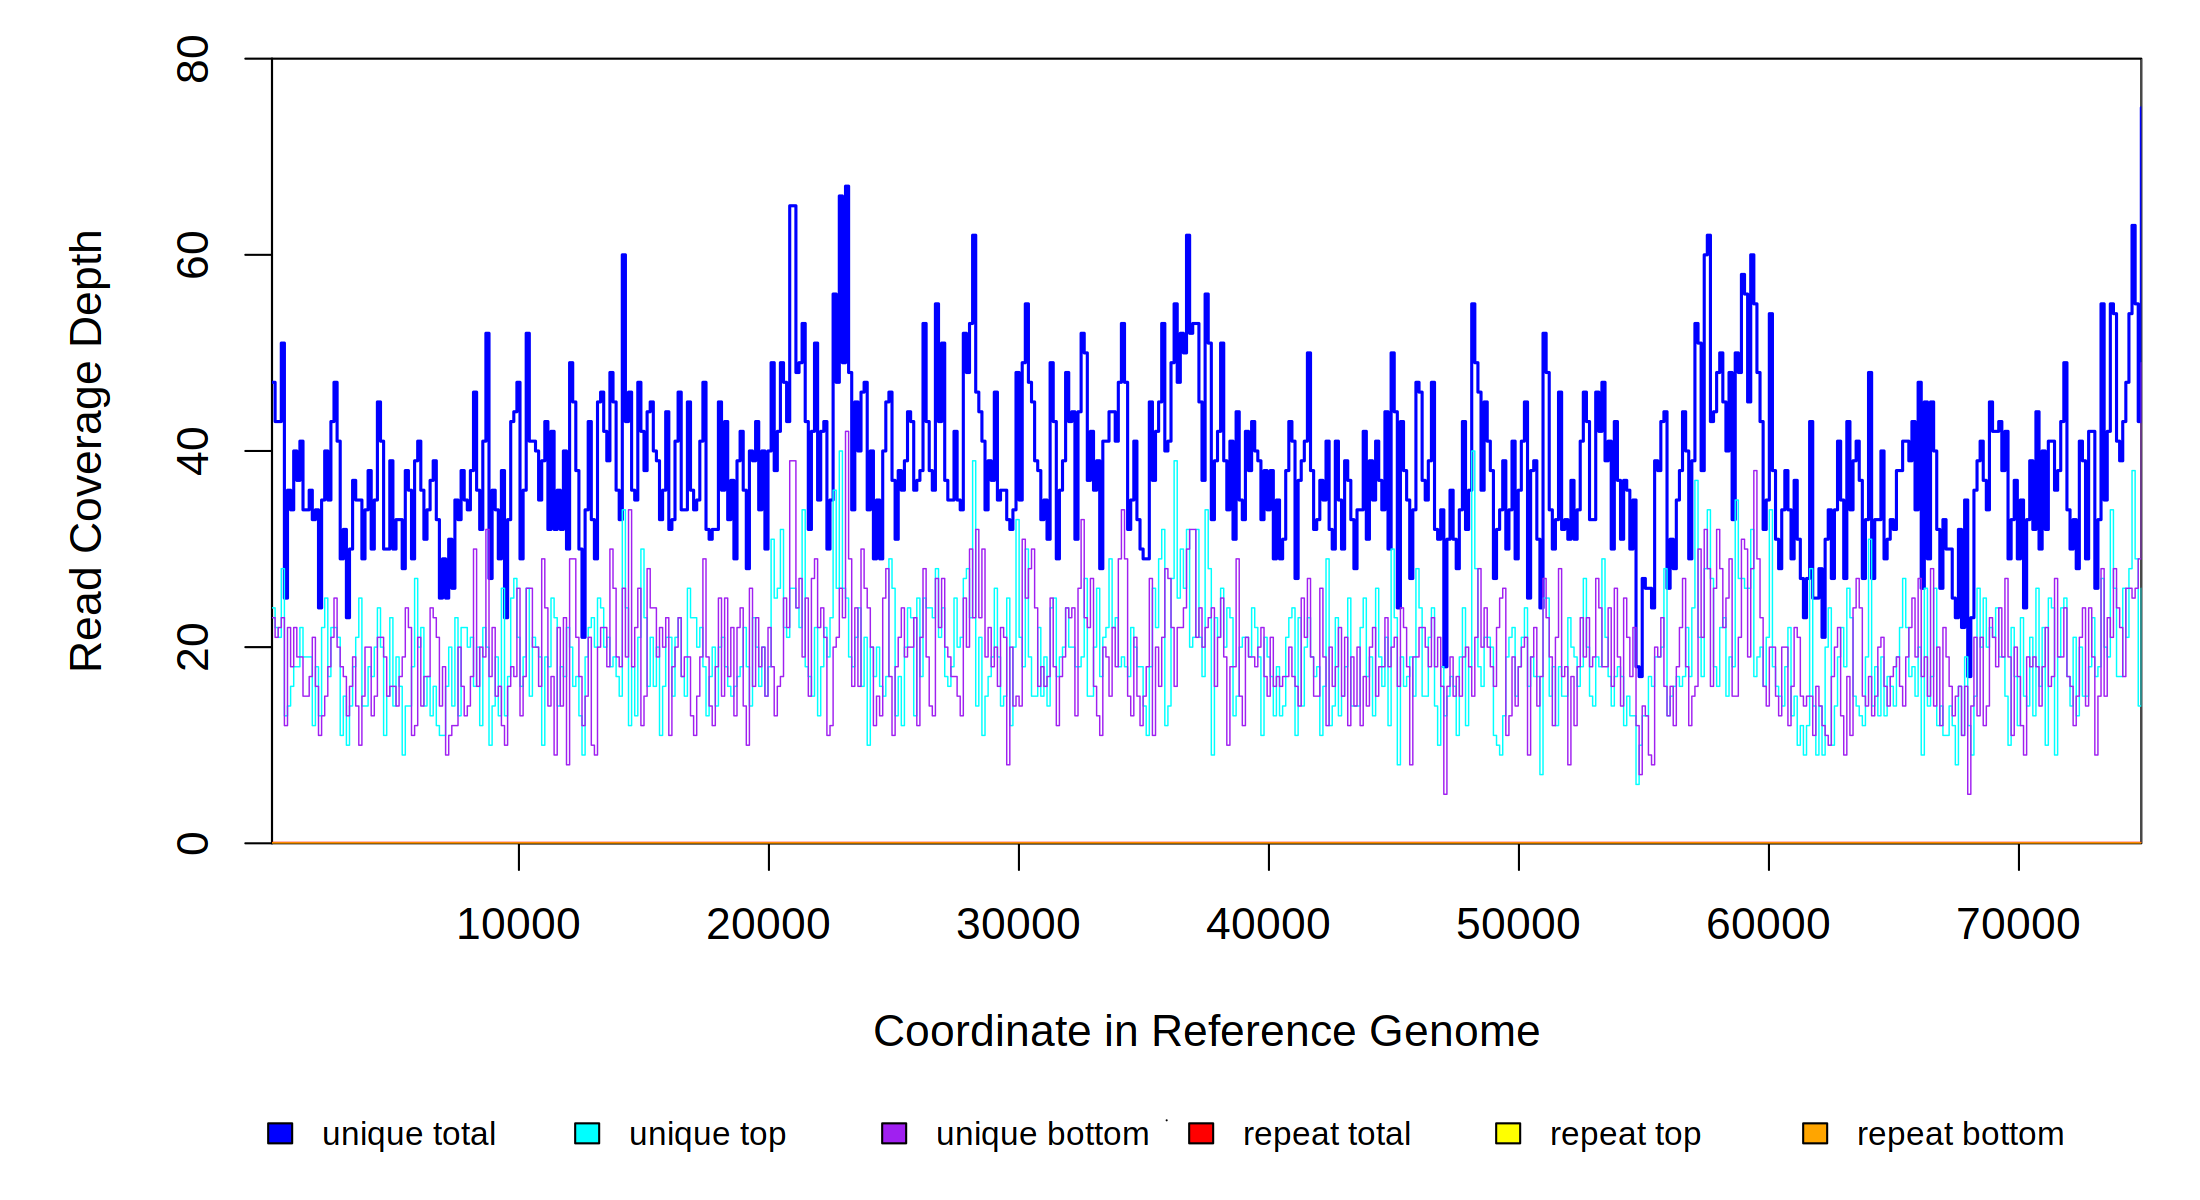 80
60
40
20
0
Read Coverage Depth
10000 20000 30000 40000 50000 60000 70000
Coordinate in Reference Genome
unique total unique top unique bottom repeat total repeat top repeat bottom